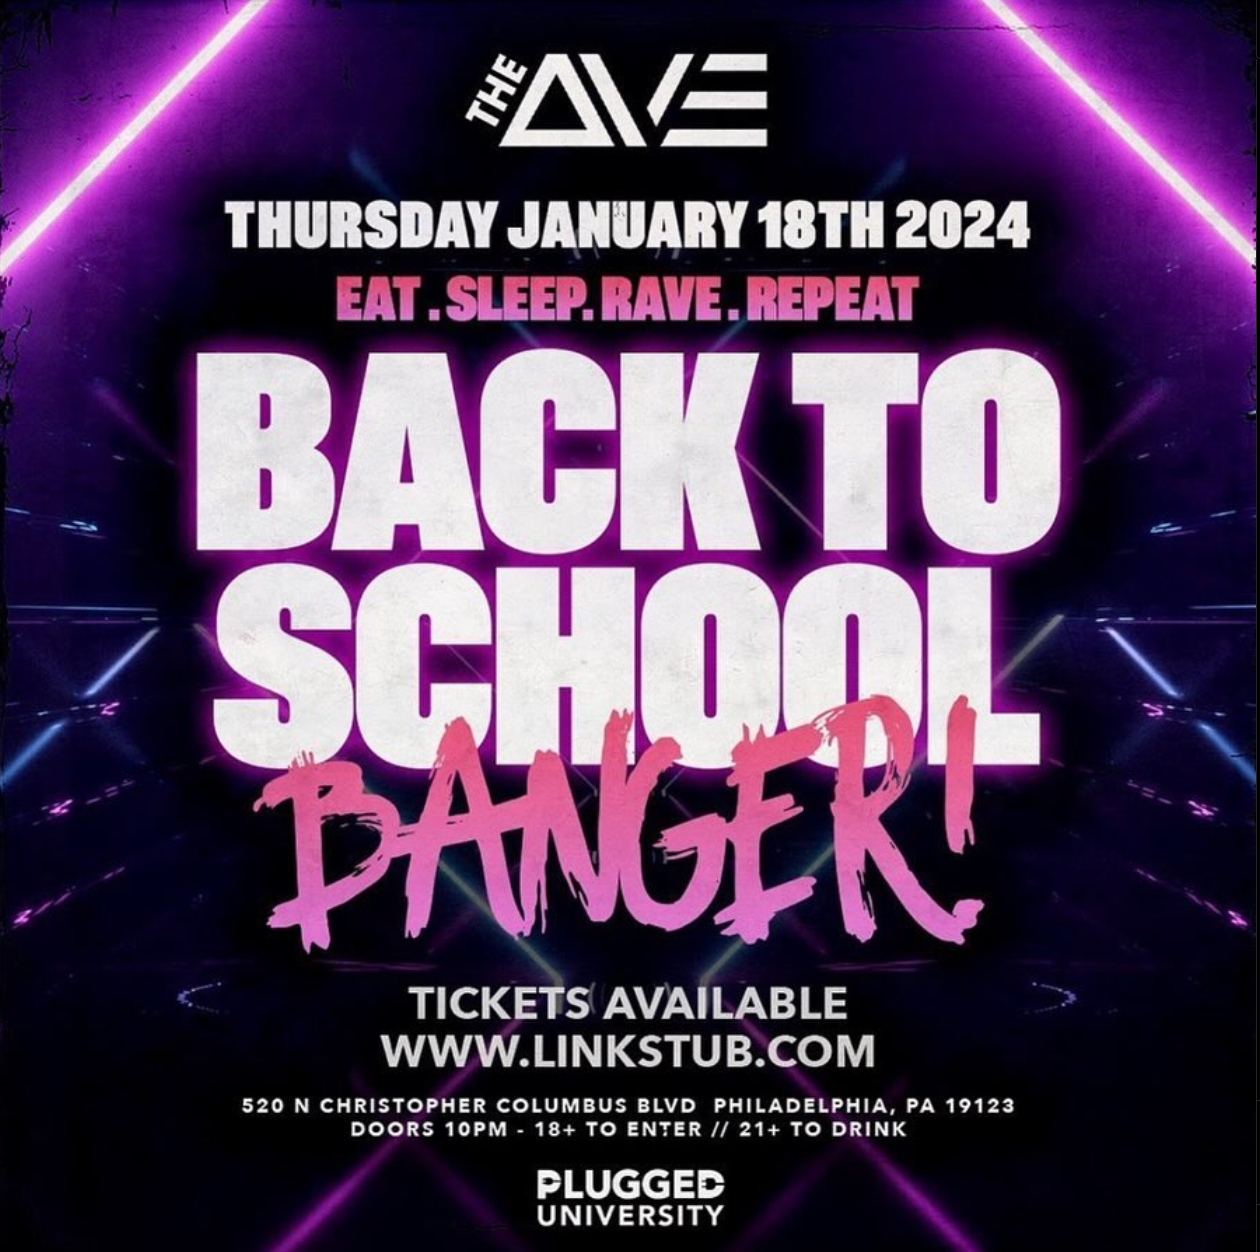 THE AVE
THURSDAY JANUARY 18TH 2024
EAT . SLEEP. RAVE . REPEAT
BACK TO
SCHOOL
BANGER!
TICKETS AVAILABLE
WWW.LINKSTUB.COM
520 N CHRISTOPHER COLUMBUS BLVD PHILADELPHIA, PA 19123
DOORS 10PM - 18+ TO ENTER // 21+ TO DRINK
PLUGGED
UNIVERSITY